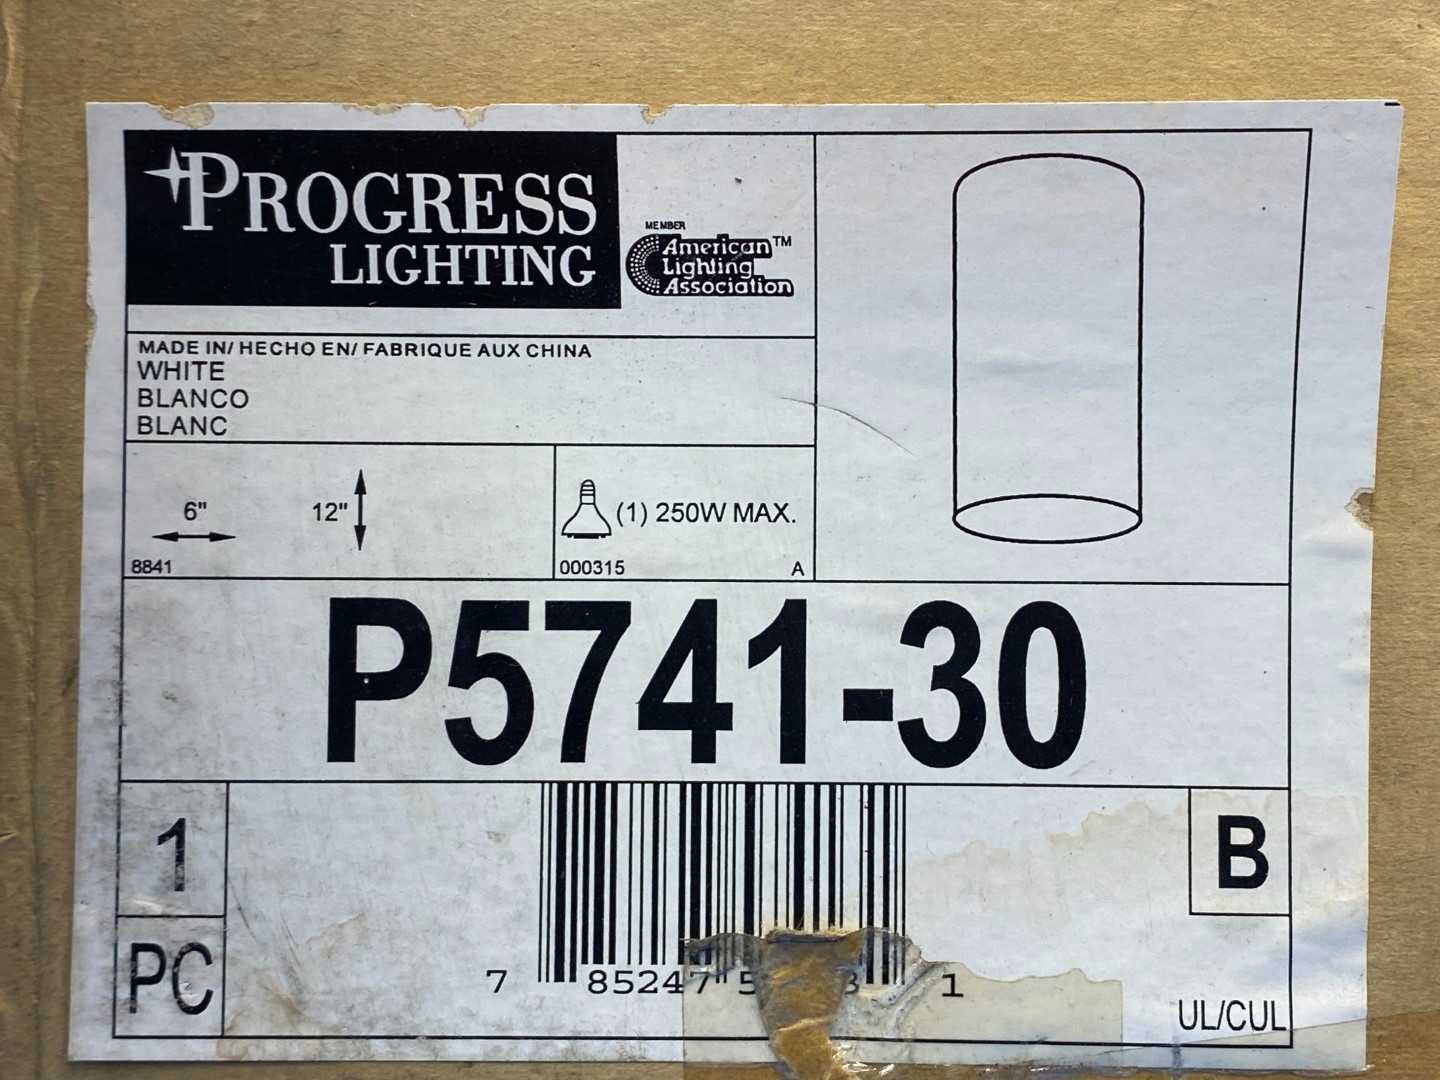 PROGRESS
LIGHTING
MEMBER
American™
Lighting
Association
MADE IN/ HECHO EN/ FABRIQUE AUX CHINA
WHITE
BLANCO
BLANC
6"
12"
(1) 250W MAX.
8841
000315
A
P5741-30
1
PC
B
7 85247 1
UL/CUL